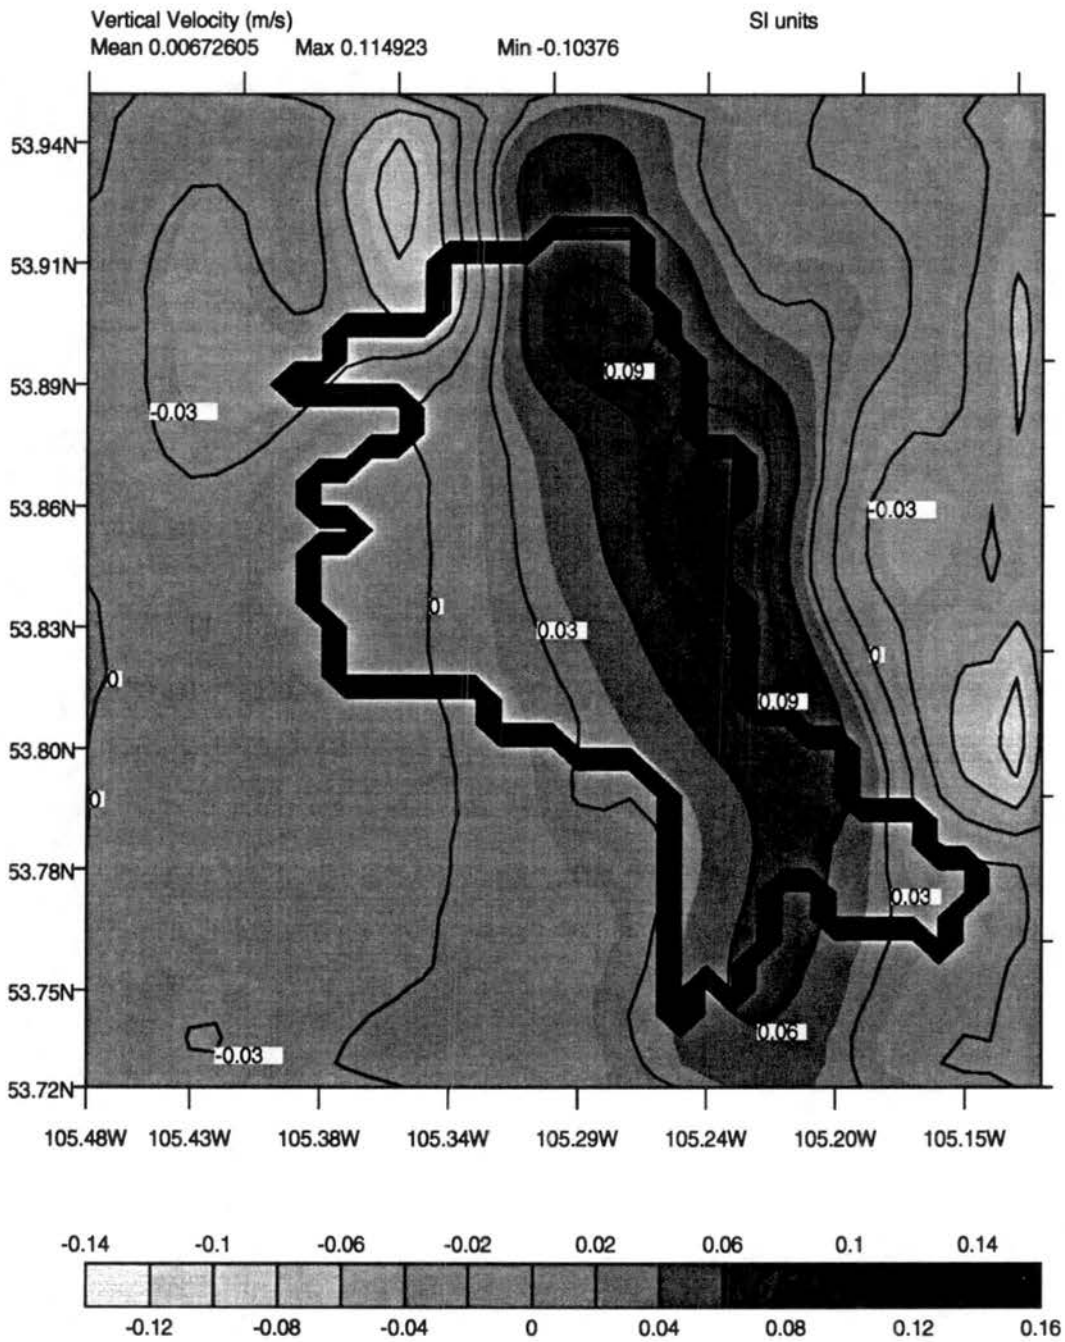 Vertical Velocity (m/s) SI units
Mean 0.00672605 Max 0.114923 Min -0.10376
53.94N
53.91N
0.09
53.89N
-0.03
53.86N
-0.03
0
0.03
53.83N
0
0
0.09
53.80N
0
53.78N
0.03
53.75N
0.06
-0.03
53.72N
105.48W 105.43W 105.38W 105.34W 105.29W 105.24W 105.20W 105.15W
-0.14 -0.1 -0.06 -0.02 0.02 0.06 0.1 0.14
-0.12 -0.08 -0.04 0 0.04 0.08 0.12 0.16